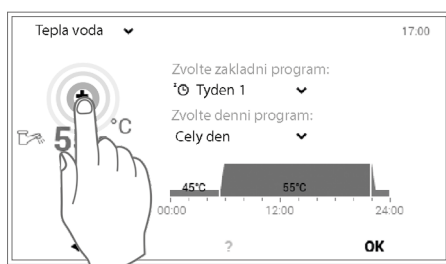 Tepla voda
17:00
Zvolte zakladni program:
Tyden 1
Zvolte denni program:
Cely den
°C
45°C 55°C
00:00 12:00 24:00
? OK